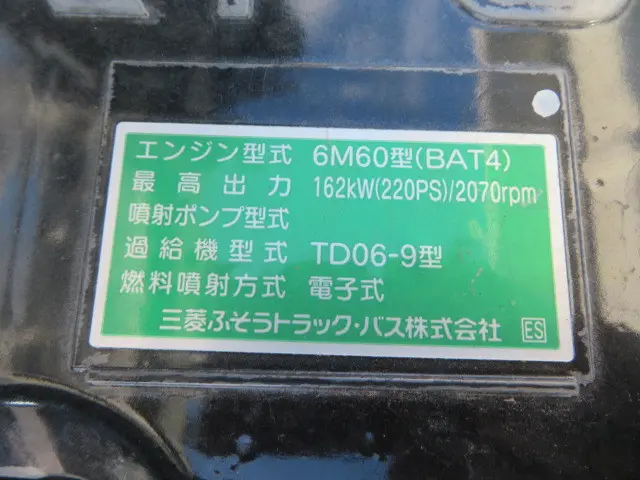 エンジン型式 6M60型(BAT4)
最高出力 162kW(220PS)/2070rpm
噴射ポンプ型式
過給機型式 TD06-9型
燃料噴射方式 電子式
三菱ふそうトラック・バス株式会社 ES